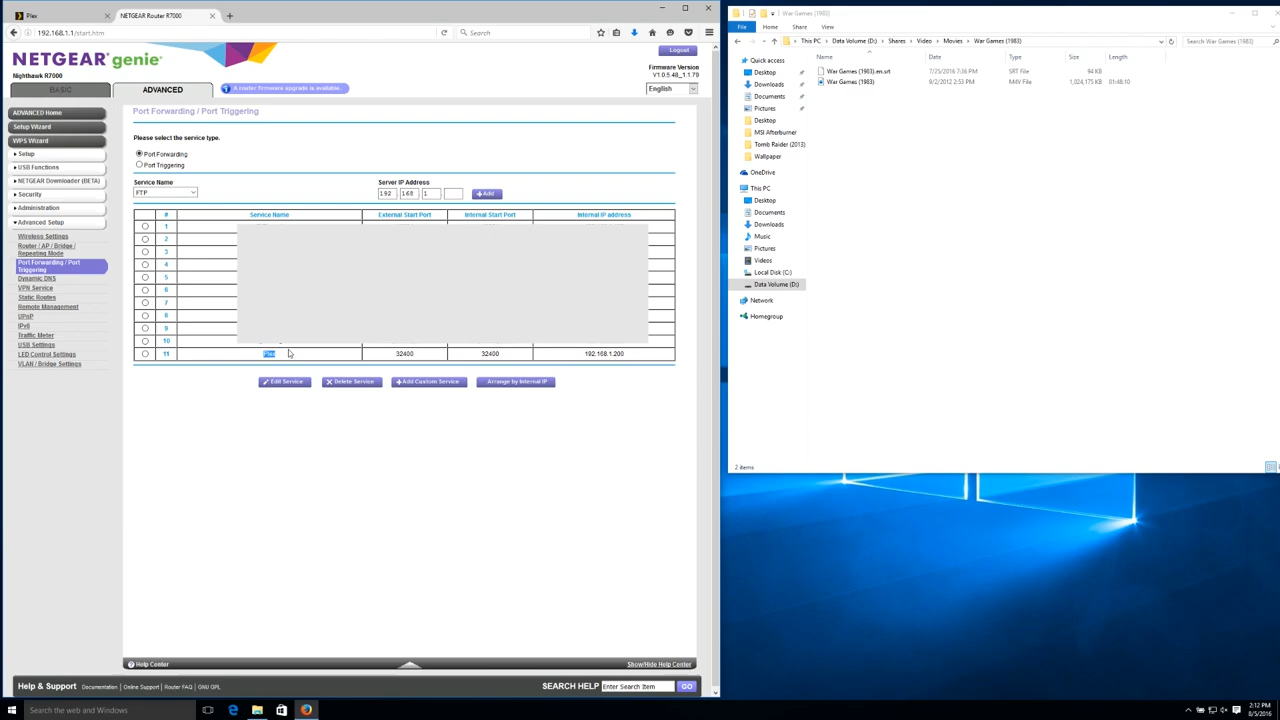 Plex
NETGEAR Router R7000
192.168.1.1/start.htm
Search
NETGEAR genie
Nighthawk R7000
Logout
Firmware Version
V1.0.5.48_1.1.79
English
BASIC
ADVANCED
A router firmware upgrade is available.
ADVANCED Home
Setup Wizard
WPS Wizard
Setup
USB Functions
NETGEAR Downloader (BETA)
Security
Administration
Advanced Setup
Wireless Settings
Router / AP / Bridge /
Repeating Mode
Port Forwarding / Port
Triggering
Dynamic DNS
VPN Service
Static Routes
Remote Management
UPnP
IPv6
Traffic Meter
USB Settings
LED Control Settings
VLAN / Bridge Settings
Port Forwarding / Port Triggering
Please select the service type.
Port Forwarding
Port Triggering
Service Name
Server IP Address
FTP
192 168 1
Add
# Service Name External Start Port Internal Start Port Internal IP address
1
2
3
4
5
6
7
8
9
10
11 Plex 32400 32400 192.168.1.200
Edit Service
Delete Service
Add Custom Service
Arrange by Internal IP
Help Center
Show/Hide Help Center
Help & Support
Documentation | Online Support | Router FAQ | GNU GPL
SEARCH HELP
Enter Search Item
GO
War Games (1983)
File
Home
Share
View
This PC > Data Volume (D:) > Shares > Video > Movies > War Games (1983)
Search War Games (1983)
Name Date Type Size Length
War Games (1983).en.srt 7/25/2016 7:36 PM SRT File 94 KB
War Games (1983) 9/2/2012 2:53 PM M4V File 1,024,175 KB 01:48:10
Quick access
Desktop
Downloads
Documents
Pictures
Desktop
MSI Afterburner
Tomb Raider (2013)
Wallpaper
OneDrive
This PC
Desktop
Documents
Downloads
Music
Pictures
Videos
Local Disk (C:)
Data Volume (D:)
Network
Homegroup
2 items
Search the web and Windows
2:12 PM
8/5/2016